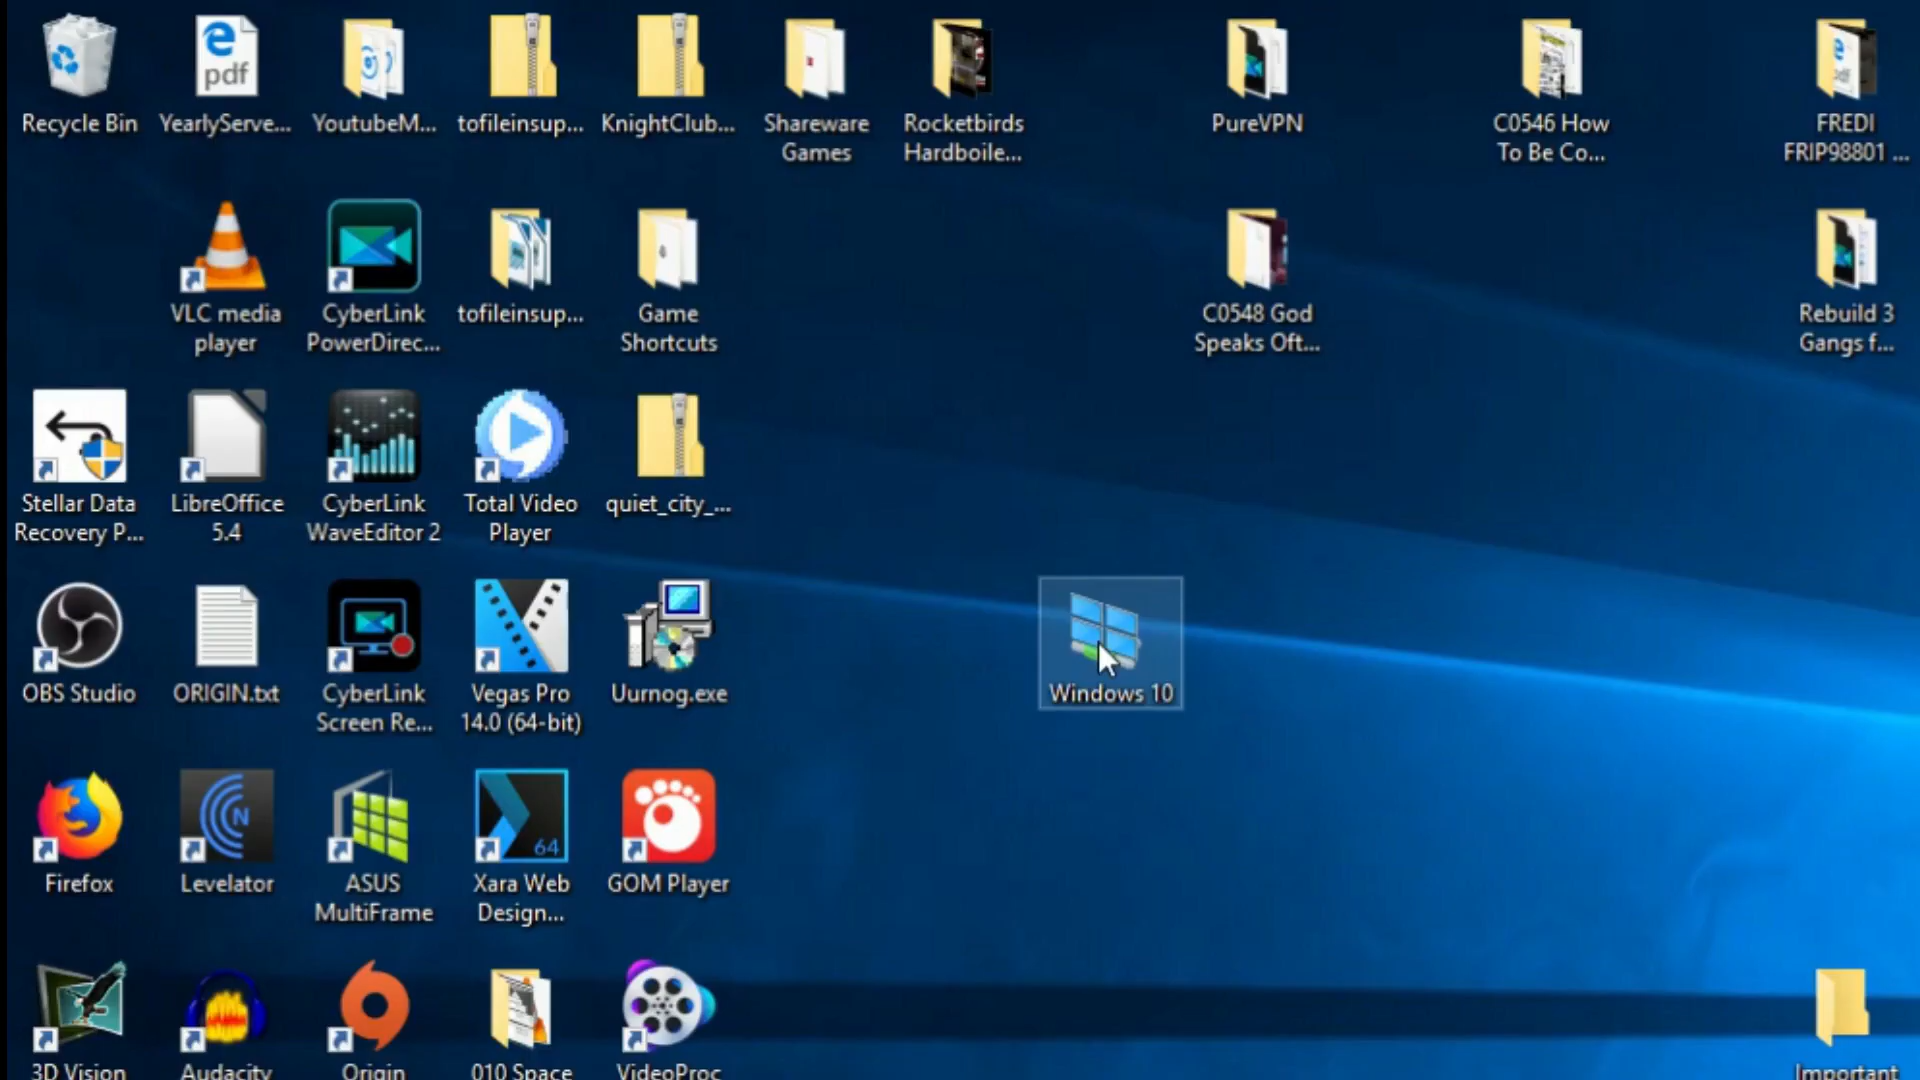 pdf
Recycle Bin
YearlyServe...
YoutubeM...
tofileinsup...
KnightClub...
Shareware
Games
Rocketbirds
Hardboile...
PureVPN
C0546 How
To Be Co...
pdf
FREDI
FRIP98801 ...
VLC media
player
CyberLink
PowerDirec...
tofileinsup...
Game
Shortcuts
C0548 God
Speaks Oft...
Rebuild 3
Gangs f...
Stellar Data
Recovery P...
LibreOffice
5.4
CyberLink
WaveEditor 2
Total Video
Player
quiet_city_...
OBS Studio
ORIGIN.txt
CyberLink
Screen Re...
Vegas Pro
14.0 (64-bit)
Uurnog.exe
Windows 10
Firefox
N
Levelator
ASUS
MultiFrame
64
Xara Web
Design...
GOM Player
3D Vision
Audacity
Origin
010 Space
VideoProc
Important